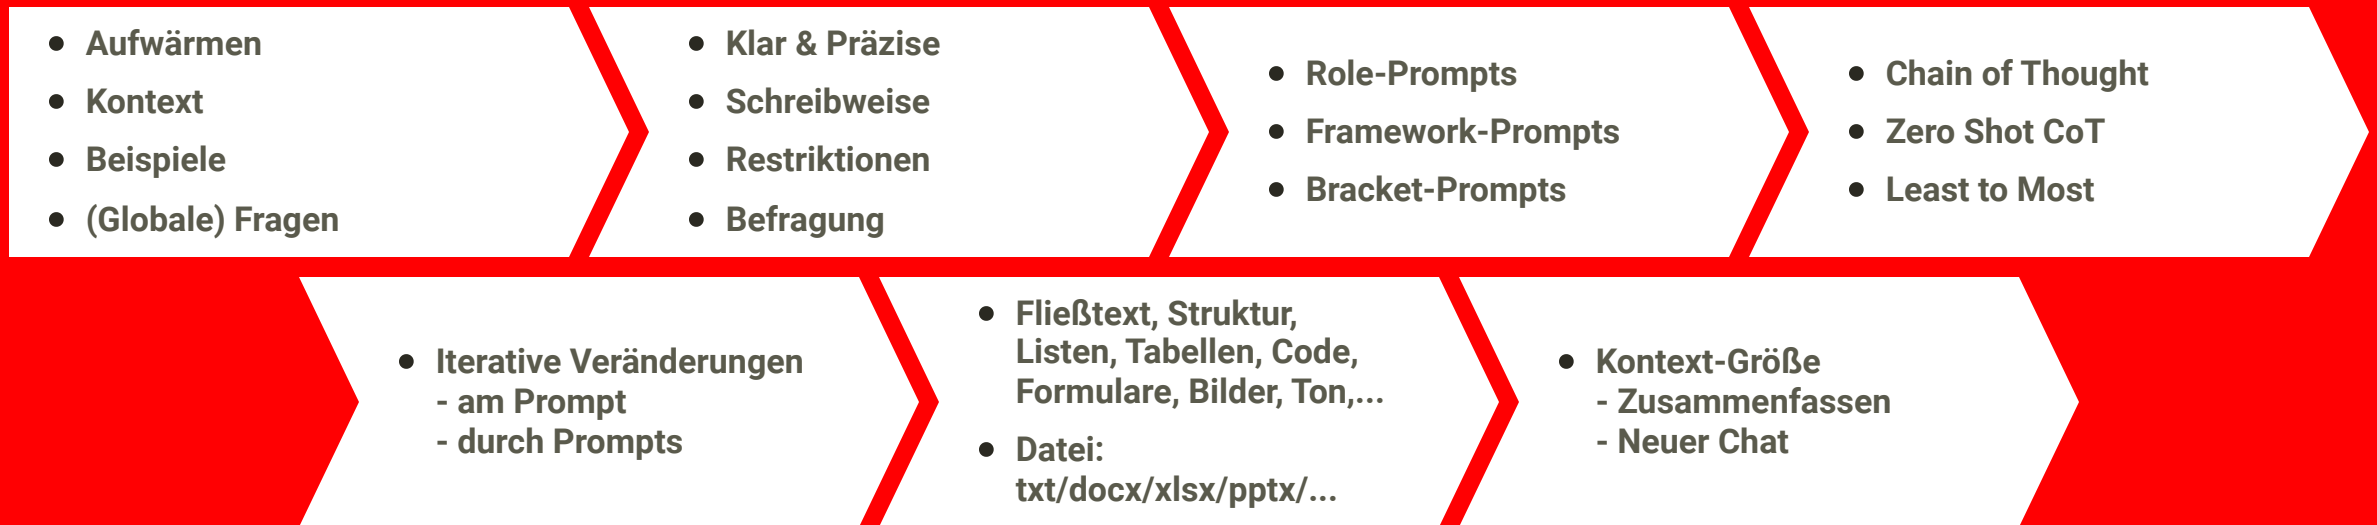 • Aufwärmen
• Kontext
• Beispiele
• (Globale) Fragen
• Klar & Präzise
• Schreibweise
• Restriktionen
• Befragung
• Role-Prompts
• Framework-Prompts
• Bracket-Prompts
• Chain of Thought
• Zero Shot CoT
• Least to Most
• Iterative Veränderungen
- am Prompt
- durch Prompts
• Fließtext, Struktur,
Listen, Tabellen, Code,
Formulare, Bilder, Ton,...
• Datei:
txt/docx/xlsx/pptx/...
• Kontext-Größe
- Zusammenfassen
- Neuer Chat